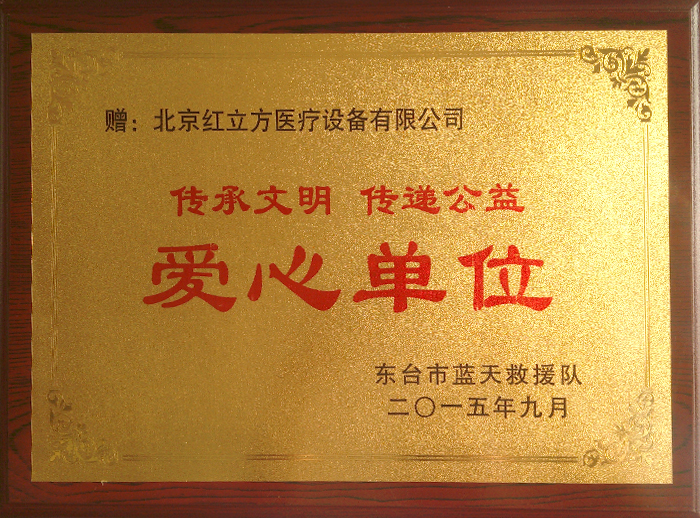 赠：北京红立方医疗设备有限公司
传承文明 传递公益
爱心单位
东台市蓝天救援队
二〇一五年九月